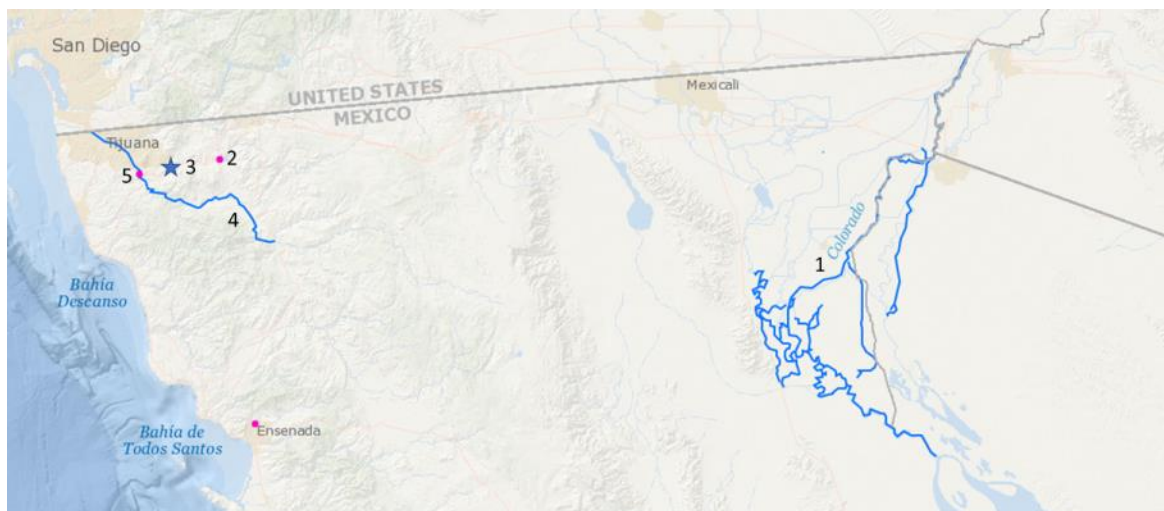 San Diego
UNITED STATES
MEXICO
Mexicali
Tijuana
2
3
5
4
Colorado
1
Bahía
Descanso
Ensenada
Bahía de
Todos Santos